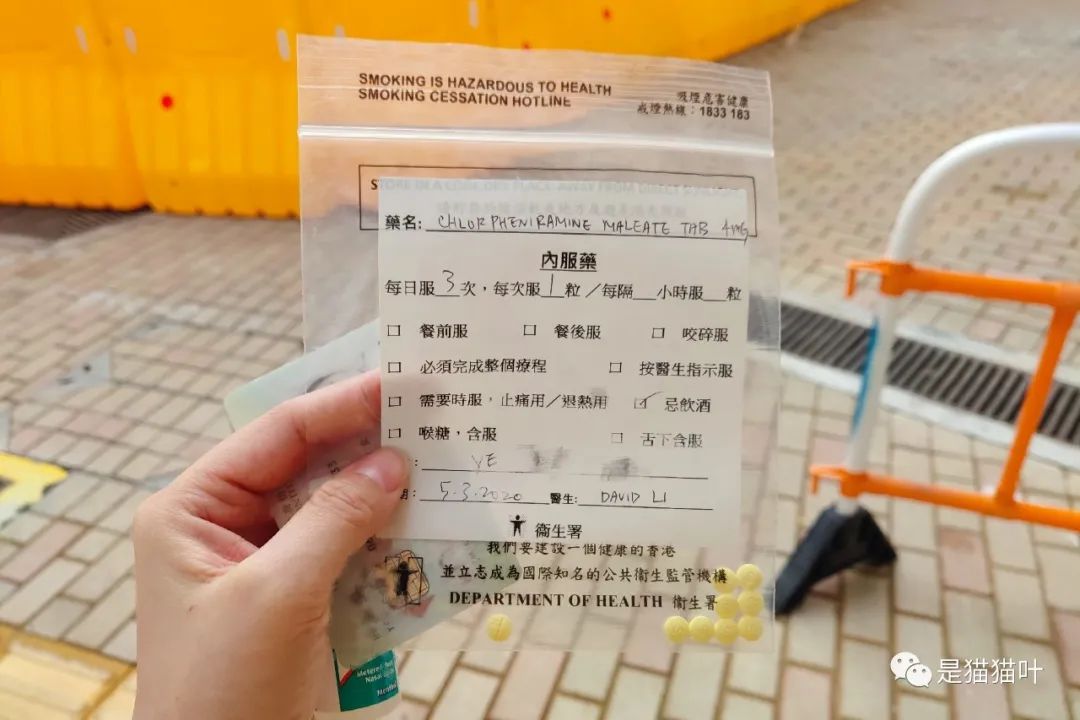 SMOKING IS HAZARDOUS TO HEALTH
SMOKING CESSATION HOTLINE
吸煙危害健康
戒煙熱線：1833 183
STORE IN A COOL DRY PLACE AWAY FROM DIRECT
藥名: CHLORPHENIRAMINE MALEATE TAB 4MG
內服藥
每日服3次，每次服1粒／每隔__小時服__粒
□ 餐前服 □ 餐後服 □ 咬碎服
□ 必須完成整個療程 □ 按醫生指示服
□ 需要時服，止痛用／退熱用 ☑ 忌飲酒
□ 喉糖，含服 □ 舌下含服
: YE
期: 5.3.2020 醫生: DAVID LI
衞生署
我們要建設一個健康的香港
並立志成為國際知名的公共衞生監管機構
DEPARTMENT OF HEALTH 衞生署
Metered
Nasal
是猫猫叶